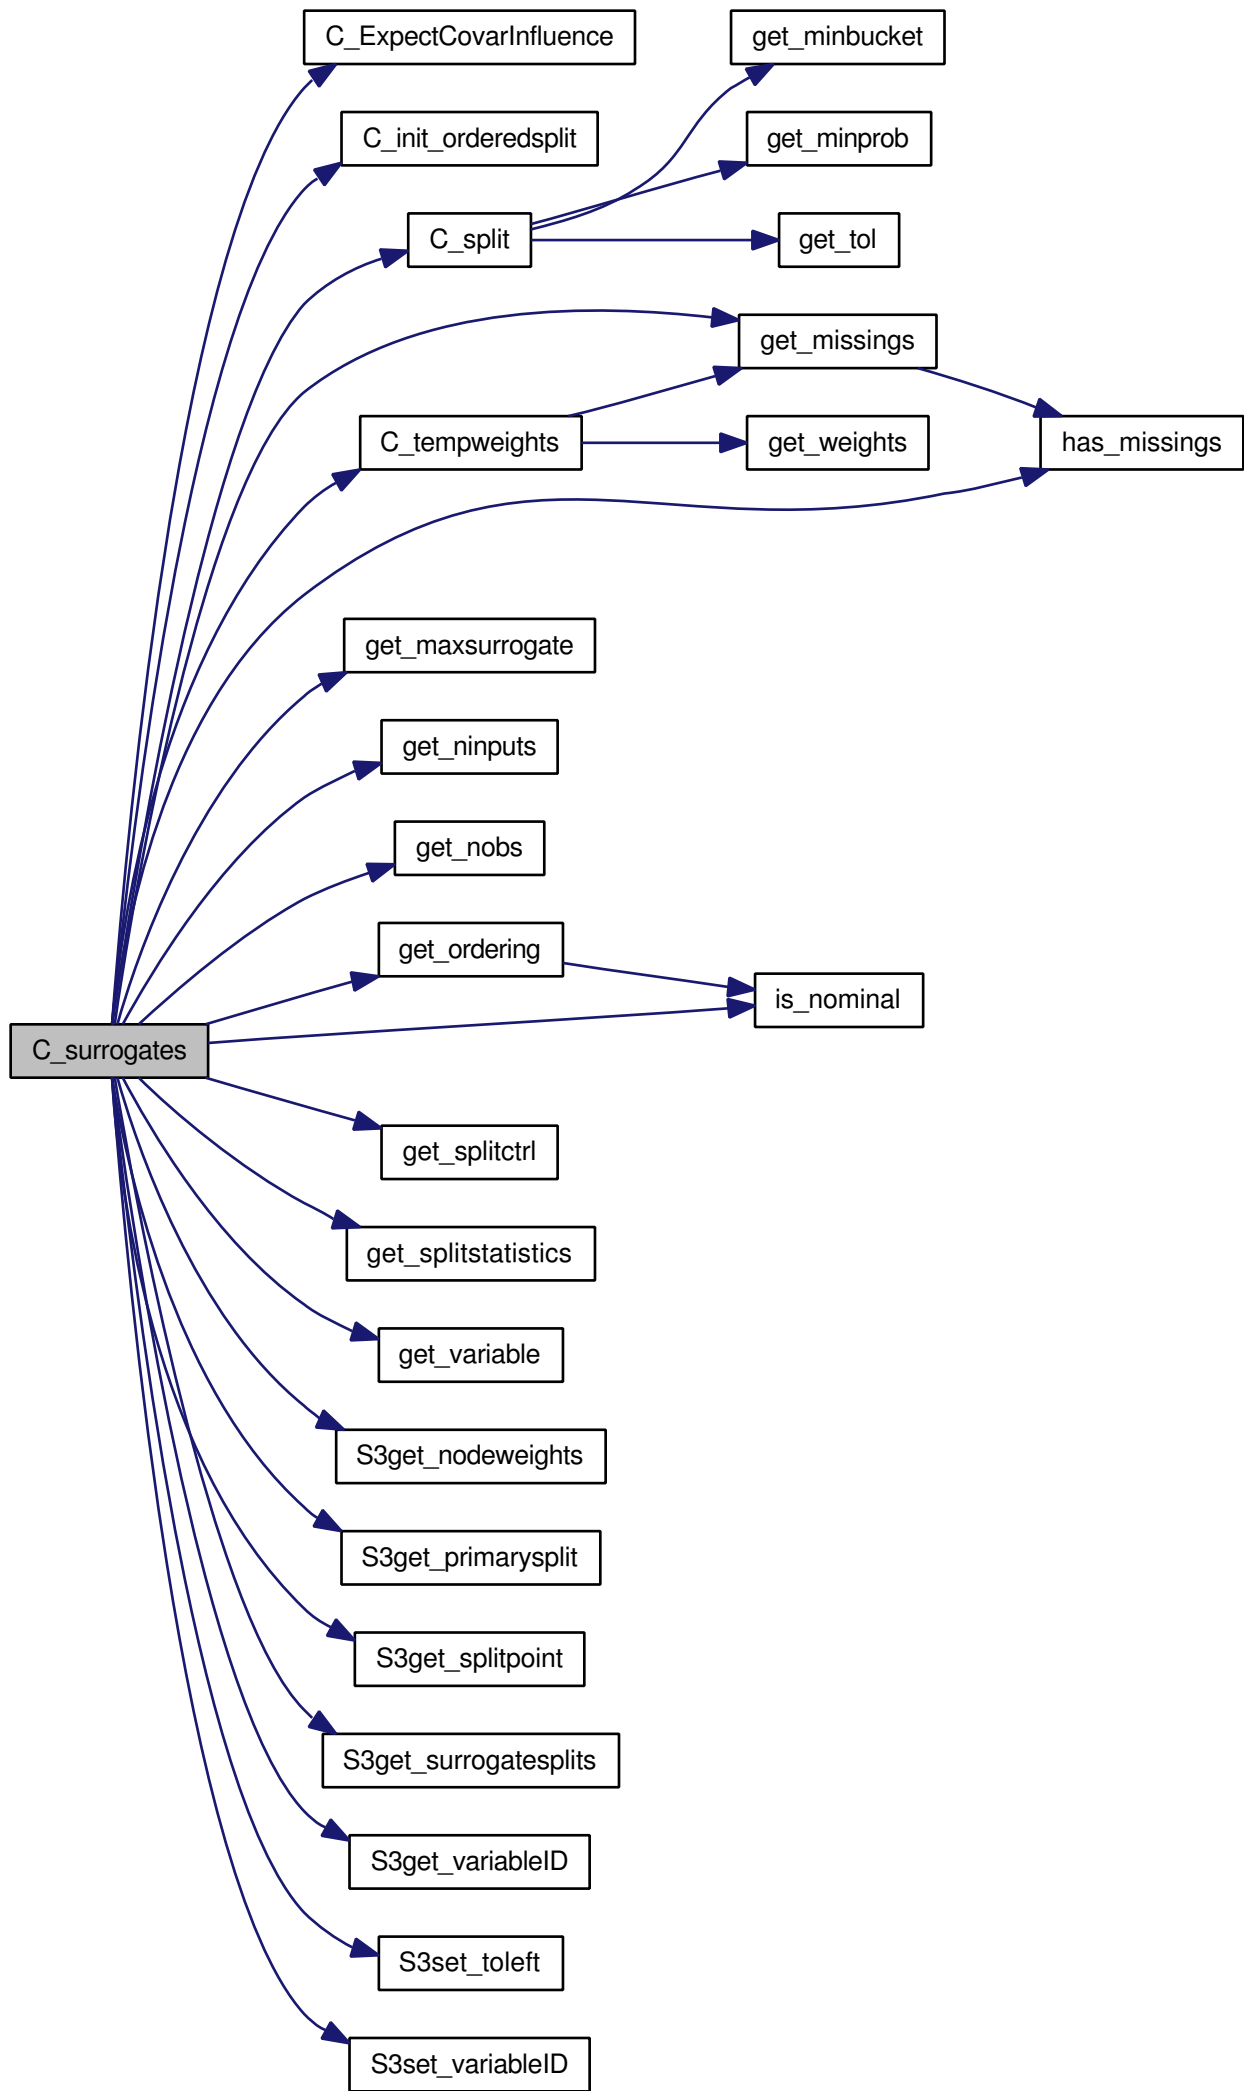 C_ExpectCovarInfluence
get_minbucket
C_init_orderedsplit
get_minprob
C_split
get_tol
get_missings
C_tempweights
get_weights
has_missings
get_maxsurrogate
get_ninputs
get_nobs
get_ordering
is_nominal
C_surrogates
get_splitctrl
get_splitstatistics
get_variable
S3get_nodeweights
S3get_primarysplit
S3get_splitpoint
S3get_surrogatesplits
S3get_variableID
S3set_toleft
S3set_variableID